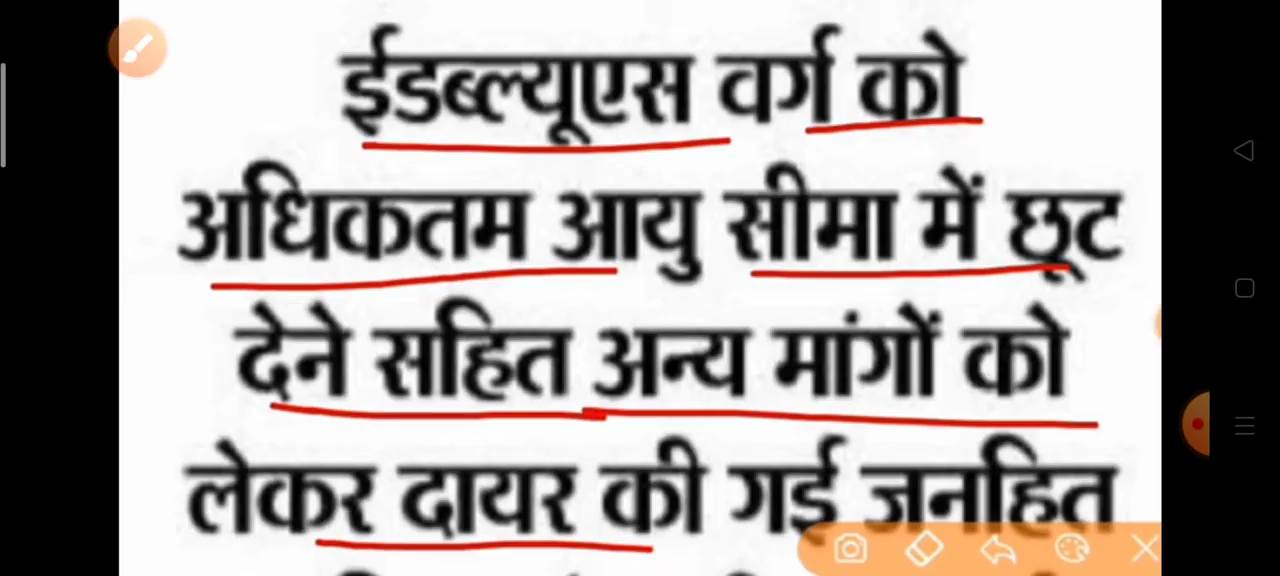 ईडब्ल्यूएस वर्ग को
अधिकतम आयु सीमा में छूट
देने सहित अन्य मांगों को
लेकर दायर की गई जनहित